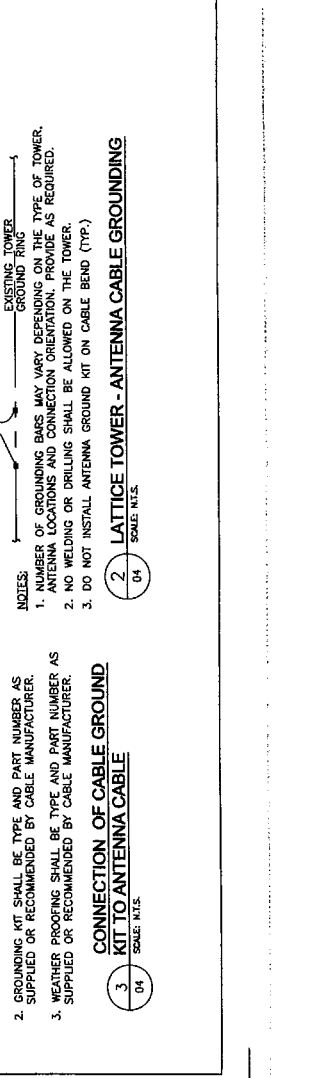 2. GROUNDING KIT SHALL BE TYPE AND PART NUMBER AS
SUPPLIED OR RECOMMENDED BY CABLE MANUFACTURER.
3. WEATHER PROOFING SHALL BE TYPE AND PART NUMBER AS
SUPPLIED OR RECOMMENDED BY CABLE MANUFACTURER.
3
04
CONNECTION OF CABLE GROUND
KIT TO ANTENNA CABLE
SCALE: N.T.S.
EXISTING TOWER
GROUND RING
NOTES:
1. NUMBER OF GROUNDING BARS MAY VARY DEPENDING ON THE TYPE OF TOWER,
ANTENNA LOCATIONS AND CONNECTION ORIENTATION. PROVIDE AS REQUIRED.
2. NO WELDING OR DRILLING SHALL BE ALLOWED ON THE TOWER.
3. DO NOT INSTALL ANTENNA GROUND KIT ON CABLE BEND (TYP.)
2
04
LATTICE TOWER - ANTENNA CABLE GROUNDING
SCALE: N.T.S.